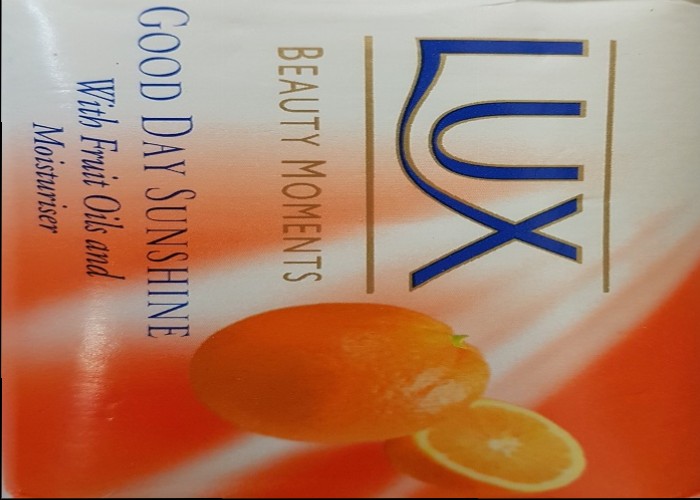 LUX
BEAUTY MOMENTS
GOOD DAY SUNSHINE
With Fruit Oils and
Moisturiser